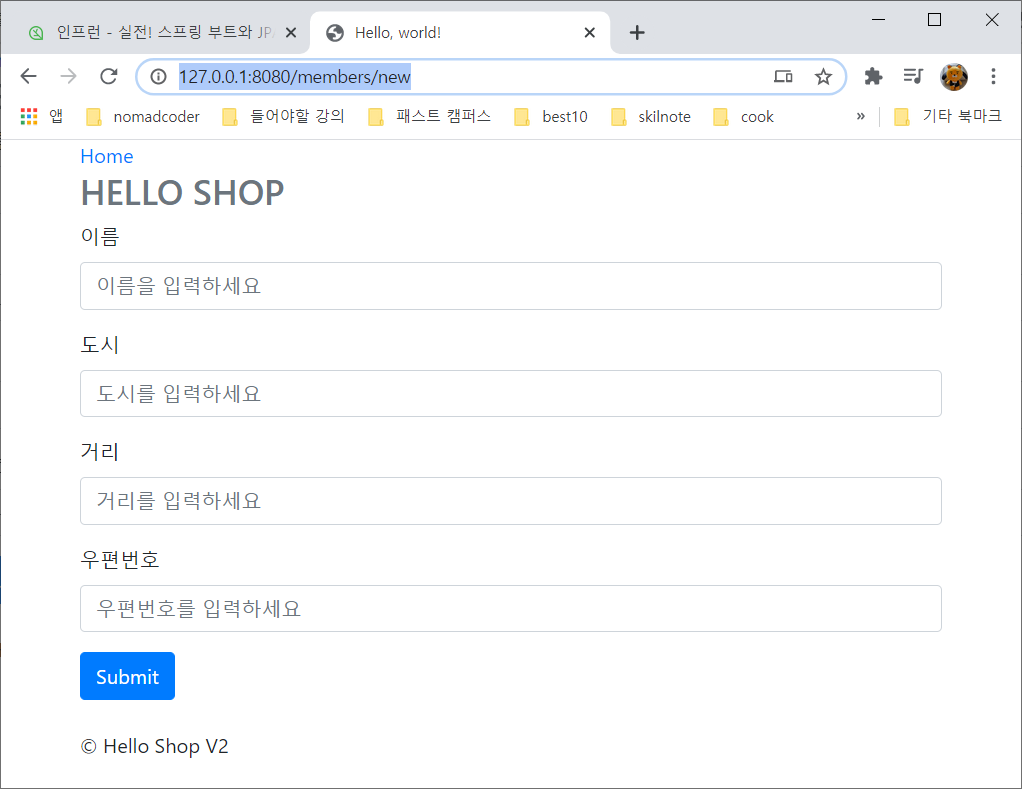 인프런 - 실전! 스프링 부트와 JPA
Hello, world!
127.0.0.1:8080/members/new
앱 nomadcoder 들어야할 강의 패스트 캠퍼스 best10 skilnote cook » 기타 북마크
Home
HELLO SHOP
이름
이름을 입력하세요
도시
도시를 입력하세요
거리
거리를 입력하세요
우편번호
우편번호를 입력하세요
Submit
© Hello Shop V2